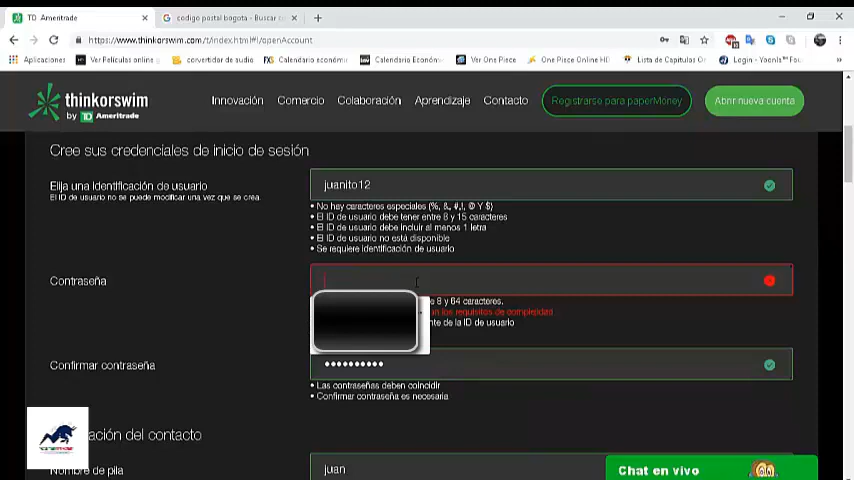 TD Ameritrade
codigo postal bogota - Buscar c
https://www.thinkorswim.com/t/index.html#!/openAccount
Aplicaciones
Ver Películas online
convertidor de audio
Calendario económic
Calendario Económ
Ver One Piece
One Piece Online HD
Lista de Capitulos O
Login - Yoonla™ Fo
thinkorswim
by TD Ameritrade
Innovación
Comercio
Colaboración
Aprendizaje
Contacto
Registrarse para paperMoney
Abrir nueva cuenta
Cree sus credenciales de inicio de sesión
Elija una identificación de usuario
El ID de usuario no se puede modificar una vez que se crea.
juanito12
• No hay caracteres especiales (%, &, #,!, @ Y $)
• El ID de usuario debe tener entre 8 y 15 caracteres
• El ID de usuario debe incluir al menos 1 letra
• El ID de usuario no está disponible
• Se requiere identificación de usuario
Contraseña
e 8 y 64 caracteres.
an los requisitos de complejidad
nte de la ID de usuario
Confirmar contraseña
••••••••••
• Las contraseñas deben coincidir
• Confirmar contraseña es necesaria
ación del contacto
Nombre de pila
juan
Chat en vivo